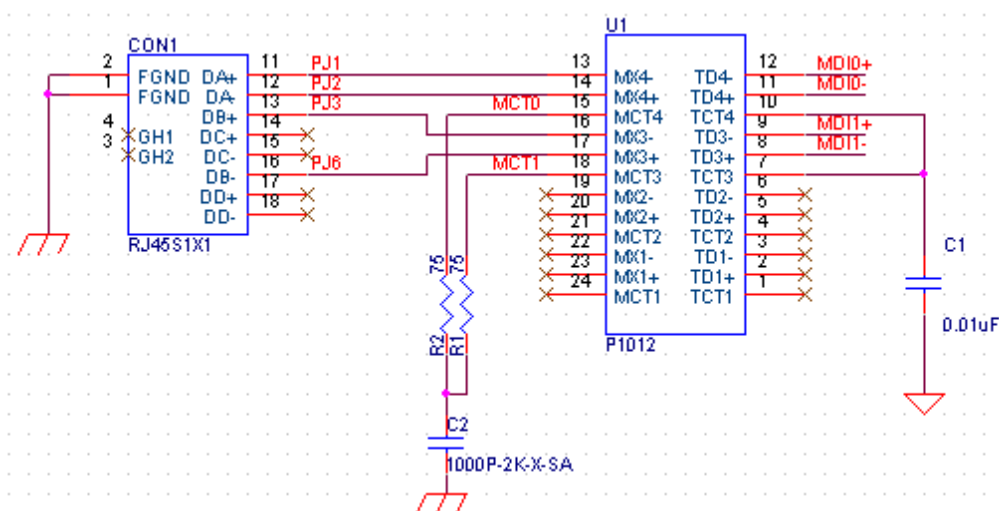 CON1
2
1
4
3
FGND
FGND
GH1
GH2
DA+
DA-
DB+
DC+
DC-
DB-
DD+
DD-
11
12
13
14
15
16
17
18
RJ45S1X1
PJ1
PJ2
PJ3
PJ6
MCT0
MCT1
U1
13
14
15
16
17
18
19
20
21
22
23
24
MX4-
MX4+
MCT4
MX3-
MX3+
MCT3
MX2-
MX2+
MCT2
MX1-
MX1+
MCT1
TD4-
TD4+
TCT4
TD3-
TD3+
TCT3
TD2-
TD2+
TCT2
TD1-
TD1+
TCT1
12
11
10
9
8
7
6
5
4
3
2
1
P1012
MDI0+
MDI0-
MDI1+
MDI1-
75
75
R2
R1
C2
1000P-2K-X-SA
C1
0.01uF